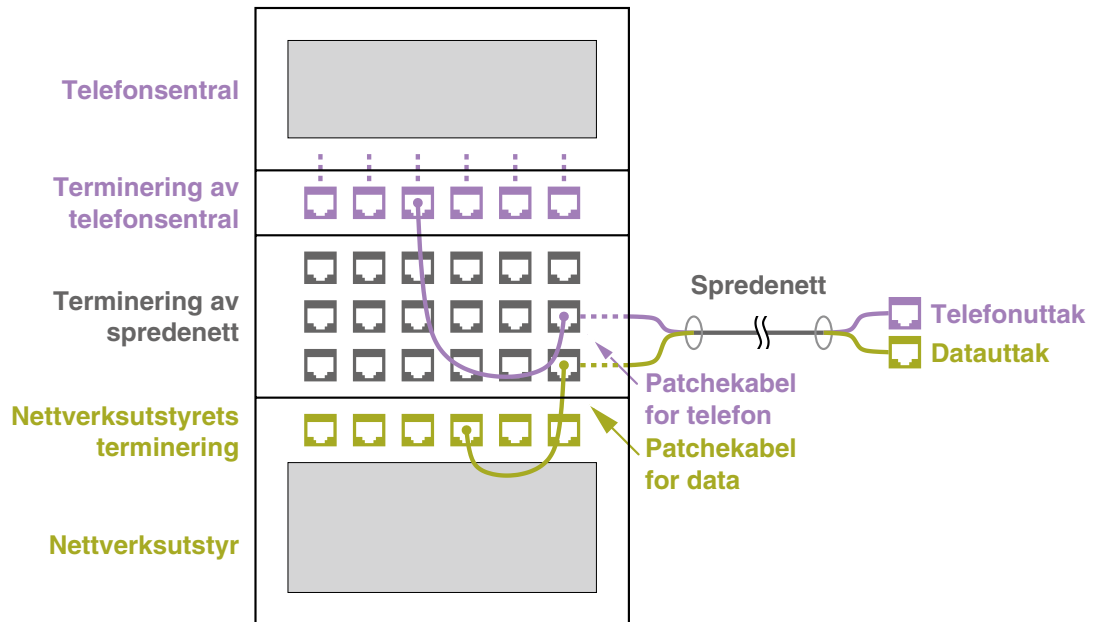 Telefonsentral
Terminering av
telefonsentral
Terminering av
spredenett
Nettverksutstyrets
terminering
Nettverksutstyr
Spredenett
Telefonuttak
Datauttak
Patchekabel
for telefon
Patchekabel
for data